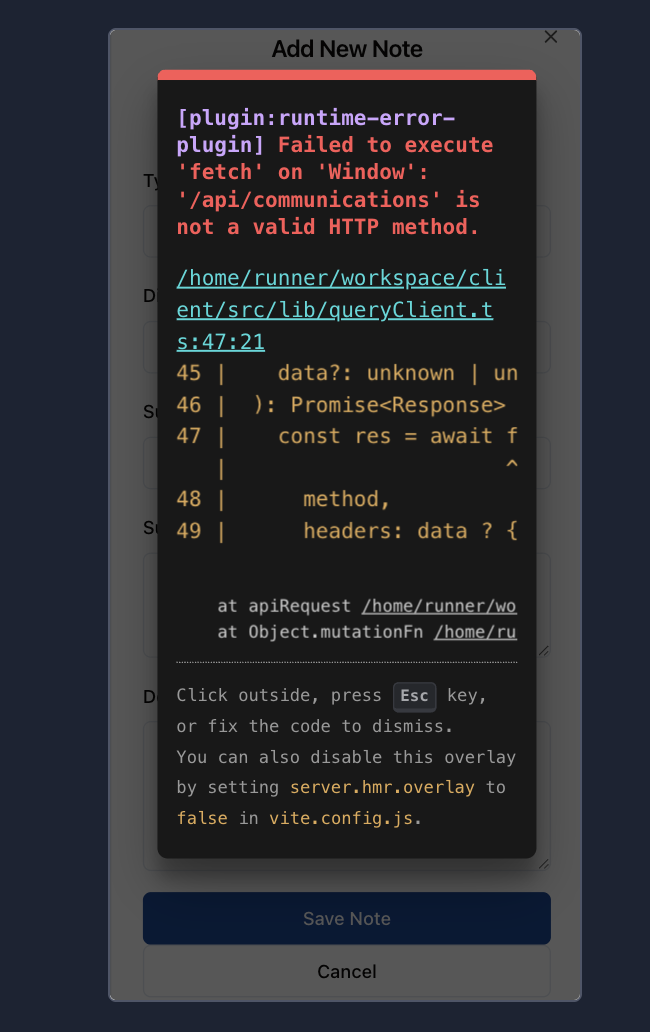 Add New Note
[plugin:runtime-error-
plugin] Failed to execute
'fetch' on 'Window':
'/api/communications' is
not a valid HTTP method.
/home/runner/workspace/cli
ent/src/lib/queryClient.t
s:47:21
45 |    data?: unknown | un
46 |  ): Promise<Response>
47 |    const res = await f
   |                      ^
48 |      method,
49 |      headers: data ? {
at apiRequest /home/runner/wo
at Object.mutationFn /home/ru
Click outside, press Esc key,
or fix the code to dismiss.
You can also disable this overlay
by setting server.hmr.overlay to
false in vite.config.js.
Save Note
Cancel